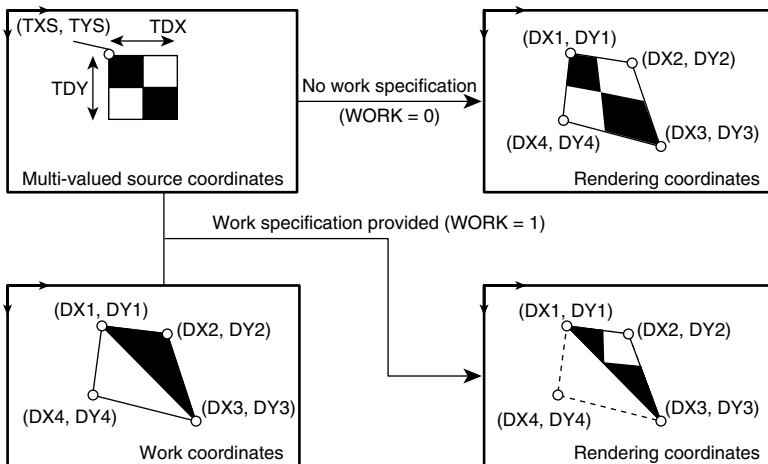 (TXS, TYS)
TDX
TDY
Multi-valued source coordinates
No work specification
(WORK = 0)
(DX1, DY1)
(DX2, DY2)
(DX4, DY4)
(DX3, DY3)
Rendering coordinates
Work specification provided (WORK = 1)
(DX1, DY1)
(DX2, DY2)
(DX4, DY4)
(DX3, DY3)
Work coordinates
(DX1, DY1)
(DX2, DY2)
(DX4, DY4)
(DX3, DY3)
Rendering coordinates